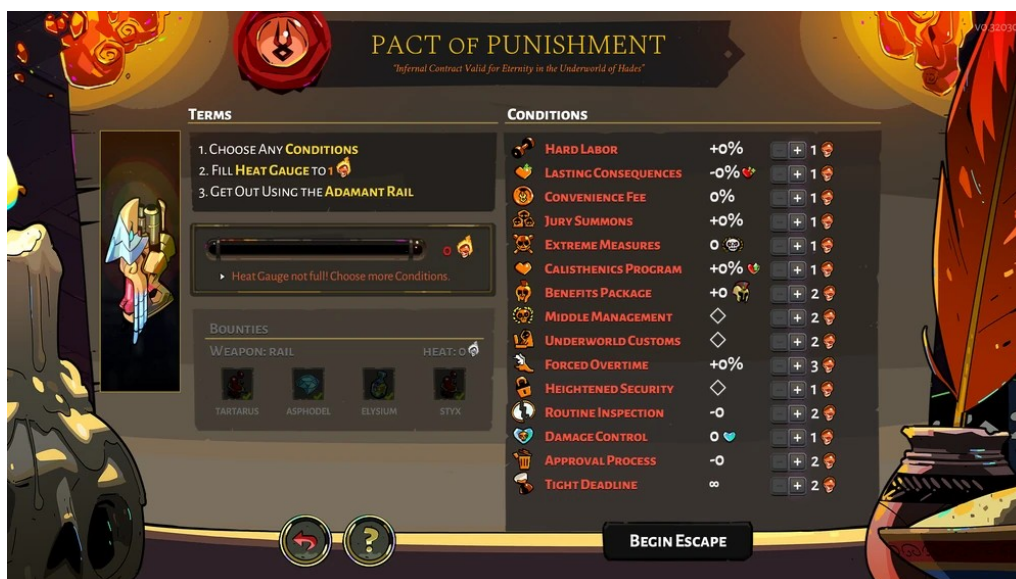 PACT OF PUNISHMENT
"Infernal Contract Valid for Eternity in the Underworld of Hades"
V0.32030
TERMS
1. CHOOSE ANY CONDITIONS
2. FILL HEAT GAUGE TO 1
3. GET OUT USING THE ADAMANT RAIL
0
Heat Gauge not full! Choose more Conditions.
BOUNTIES
WEAPON: RAIL HEAT: 0
TARTARUS ASPHODEL ELYSIUM STYX
CONDITIONS
HARD LABOR +0% - + 1
LASTING CONSEQUENCES -0% - + 1
CONVENIENCE FEE 0% - + 1
JURY SUMMONS +0% - + 1
EXTREME MEASURES 0 - + 1
CALISTHENICS PROGRAM +0% - + 1
BENEFITS PACKAGE +0 - + 2
MIDDLE MANAGEMENT - + 2
UNDERWORLD CUSTOMS - + 2
FORCED OVERTIME +0% - + 3
HEIGHTENED SECURITY - + 1
ROUTINE INSPECTION -0 - + 2
DAMAGE CONTROL 0 - + 1
APPROVAL PROCESS -0 - + 2
TIGHT DEADLINE ∞ - + 2
?
BEGIN ESCAPE